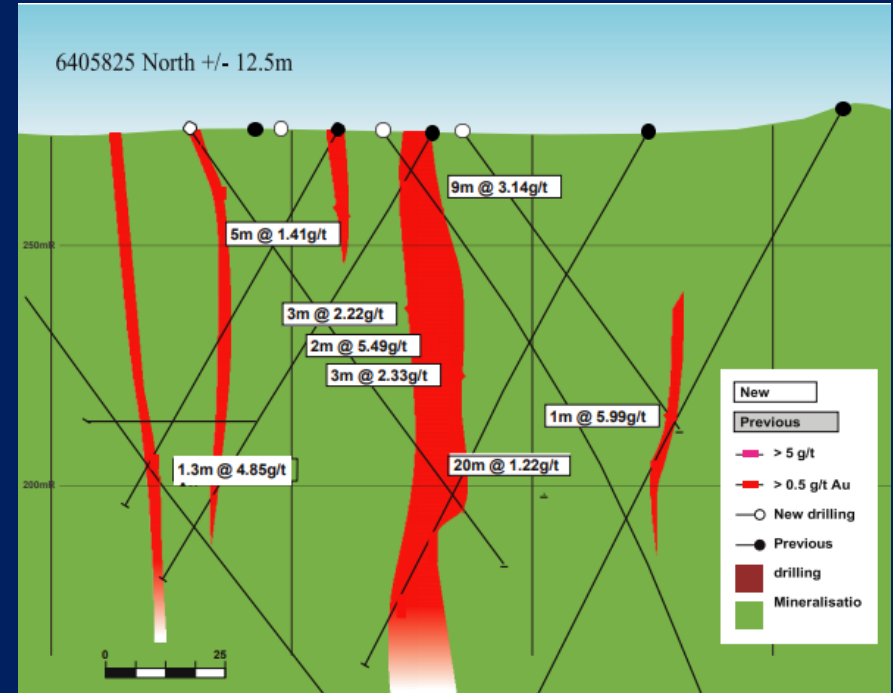 6405825 North +/- 12.5m
9m @ 3.14g/t
5m @ 1.41g/t
250mR
3m @ 2.22g/t
2m @ 5.49g/t
3m @ 2.33g/t
1m @ 5.99g/t
20m @ 1.22g/t
1.3m @ 4.85g/t
200mR
0 25
New
Previous
> 5 g/t
> 0.5 g/t Au
New drilling
Previous
drilling
Mineralisatio